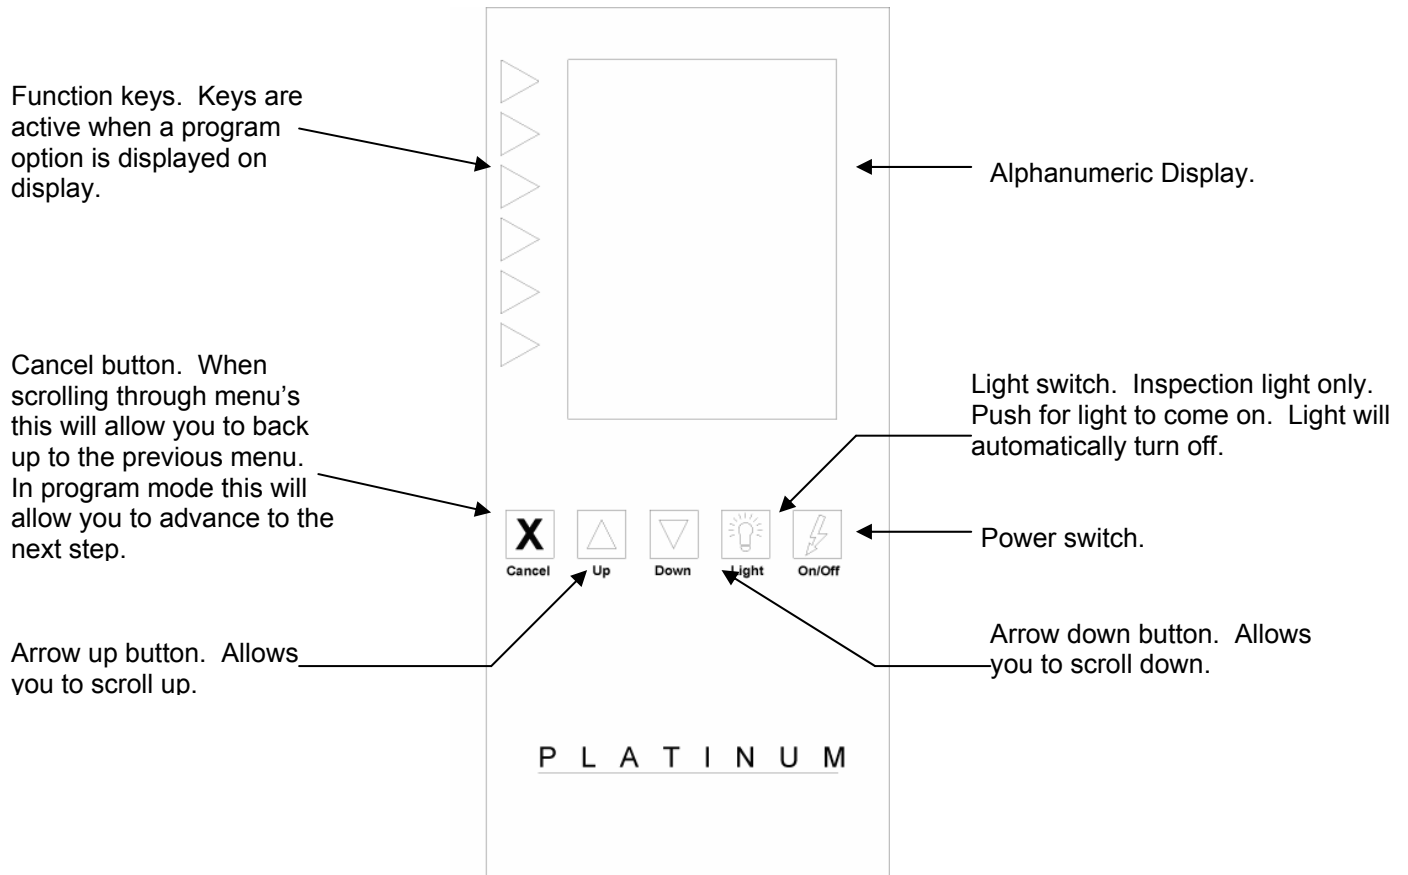 Function keys.  Keys are
active when a program
option is displayed on
display.
Alphanumeric Display.
Cancel button.  When
scrolling through menu’s
this will allow you to back
up to the previous menu.
In program mode this will
allow you to advance to the
next step.
Light switch.  Inspection light only.
Push for light to come on.  Light will
automatically turn off.
X
Cancel
Up
Down
Light
On/Off
Power switch.
Arrow up button.  Allows
you to scroll up.
Arrow down button.  Allows
you to scroll down.
PLATINUM